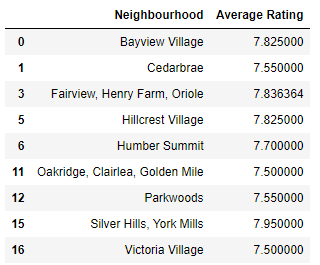 Neighbourhood Average Rating
0 Bayview Village 7.825000
1 Cedarbrae 7.550000
3 Fairview, Henry Farm, Oriole 7.836364
5 Hillcrest Village 7.825000
6 Humber Summit 7.700000
11 Oakridge, Clairlea, Golden Mile 7.500000
12 Parkwoods 7.550000
15 Silver Hills, York Mills 7.950000
16 Victoria Village 7.500000